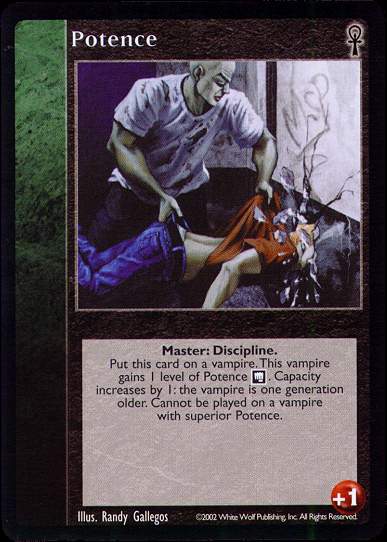 Potence
Master: Discipline.
Put this card on a vampire. This vampire
gains 1 level of Potence . Capacity
increases by 1: the vampire is one generation
older. Cannot be played on a vampire
with superior Potence.
+1
Illus. Randy Gallegos
©2002 White Wolf Publishing, Inc. All Rights Reserved.